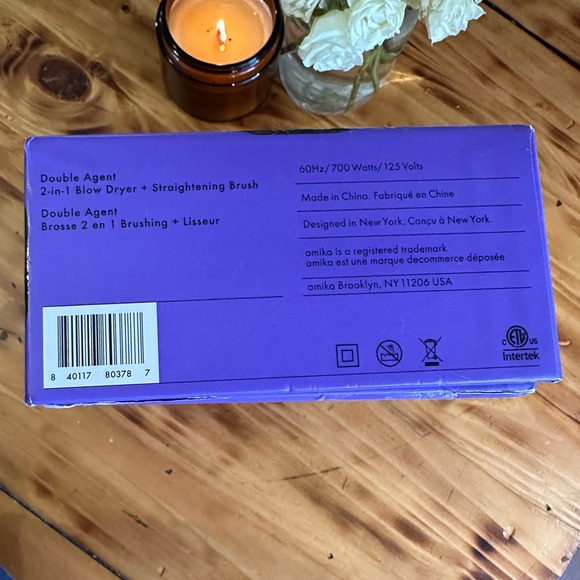 Double Agent
2-in-1 Blow Dryer + Straightening Brush
Double Agent
Brosse 2 en 1 Brushing + Lisseur
60Hz/700 Watts/125 Volts
Made in China. Fabriqué en Chine
Designed in New York. Conçu à New York.
amika is a registered trademark
amika est une marque decommerce déposée
amika Brooklyn, NY 11206 USA
8 40117 80378 7
C ETL US
Intertek